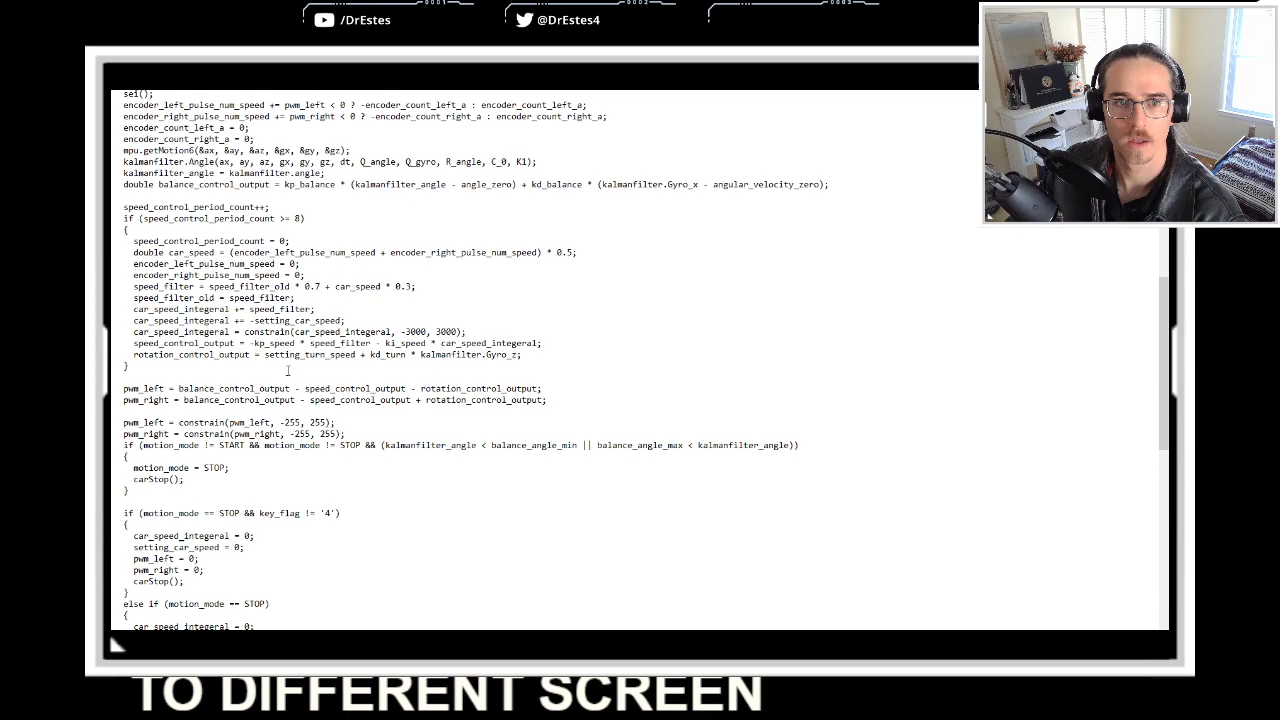 0001
0002
0003
/DrEstes
@DrEstes4
sei();
encoder_left_pulse_num_speed += pwm_left < 0 ? -encoder_count_left_a : encoder_count_left_a;
encoder_right_pulse_num_speed += pwm_right < 0 ? -encoder_count_right_a : encoder_count_right_a;
encoder_count_left_a = 0;
encoder_count_right_a = 0;
mpu.getMotion6(&ax, &ay, &az, &gx, &gy, &gz);
kalmanfilter.Angle(ax, ay, az, gx, gy, gz, dt, Q_angle, Q_gyro, R_angle, C_0, K1);
kalmanfilter_angle = kalmanfilter.angle;
double balance_control_output = kp_balance * (kalmanfilter_angle - angle_zero) + kd_balance * (kalmanfilter.Gyro_x - angular_velocity_zero);
speed_control_period_count++;
if (speed_control_period_count >= 8)
{
speed_control_period_count = 0;
double car_speed = (encoder_left_pulse_num_speed + encoder_right_pulse_num_speed) * 0.5;
encoder_left_pulse_num_speed = 0;
encoder_right_pulse_num_speed = 0;
speed_filter = speed_filter_old * 0.7 + car_speed * 0.3;
speed_filter_old = speed_filter;
car_speed_integeral += speed_filter;
car_speed_integeral += -setting_car_speed;
car_speed_integeral = constrain(car_speed_integeral, -3000, 3000);
speed_control_output = -kp_speed * speed_filter - ki_speed * car_speed_integeral;
rotation_control_output = setting_turn_speed + kd_turn * kalmanfilter.Gyro_z;
}
pwm_left = balance_control_output - speed_control_output - rotation_control_output;
pwm_right = balance_control_output - speed_control_output + rotation_control_output;
pwm_left = constrain(pwm_left, -255, 255);
pwm_right = constrain(pwm_right, -255, 255);
if (motion_mode != START && motion_mode != STOP && (kalmanfilter_angle < balance_angle_min || balance_angle_max < kalmanfilter_angle))
{
motion_mode = STOP;
carStop();
}
if (motion_mode == STOP && key_flag != '4')
{
car_speed_integeral = 0;
setting_car_speed = 0;
pwm_left = 0;
pwm_right = 0;
carStop();
}
else if (motion_mode == STOP)
{
car_speed_integeral = 0;
TO DIFFERENT SCREEN